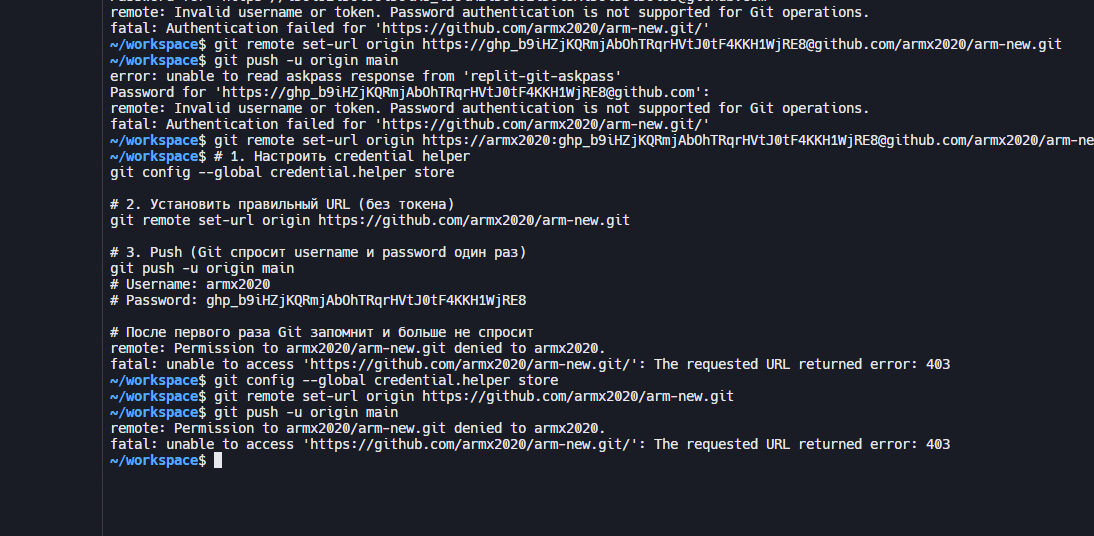 remote: Invalid username or token. Password authentication is not supported for Git operations.
fatal: Authentication failed for 'https://github.com/armx2020/arm-new.git/'
~/workspace$ git remote set-url origin https://ghp_b9iHZjKQRmjAbOhTRqrHVtJ0tF4KKH1WjRE8@github.com/armx2020/arm-new.git
~/workspace$ git push -u origin main
error: unable to read askpass response from 'replit-git-askpass'
Password for 'https://ghp_b9iHZjKQRmjAbOhTRqrHVtJ0tF4KKH1WjRE8@github.com':
remote: Invalid username or token. Password authentication is not supported for Git operations.
fatal: Authentication failed for 'https://github.com/armx2020/arm-new.git/'
~/workspace$ git remote set-url origin https://armx2020:ghp_b9iHZjKQRmjAbOhTRqrHVtJ0tF4KKH1WjRE8@github.com/armx2020/arm-ne
~/workspace$ # 1. Настроить credential helper
git config --global credential.helper store
# 2. Установить правильный URL (без токена)
git remote set-url origin https://github.com/armx2020/arm-new.git
# 3. Push (Git спросит username и password один раз)
git push -u origin main
# Username: armx2020
# Password: ghp_b9iHZjKQRmjAbOhTRqrHVtJ0tF4KKH1WjRE8
# После первого раза Git запомнит и больше не спросит
remote: Permission to armx2020/arm-new.git denied to armx2020.
fatal: unable to access 'https://github.com/armx2020/arm-new.git/': The requested URL returned error: 403
~/workspace$ git config --global credential.helper store
~/workspace$ git remote set-url origin https://github.com/armx2020/arm-new.git
~/workspace$ git push -u origin main
remote: Permission to armx2020/arm-new.git denied to armx2020.
fatal: unable to access 'https://github.com/armx2020/arm-new.git/': The requested URL returned error: 403
~/workspace$